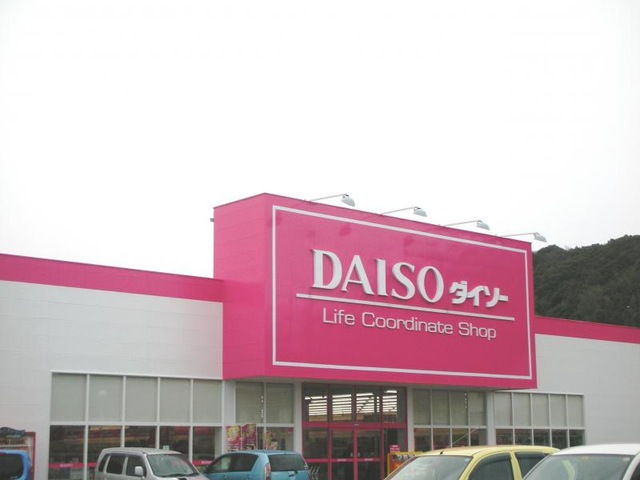 DAISO ダイソー
Life Coordinate Shop